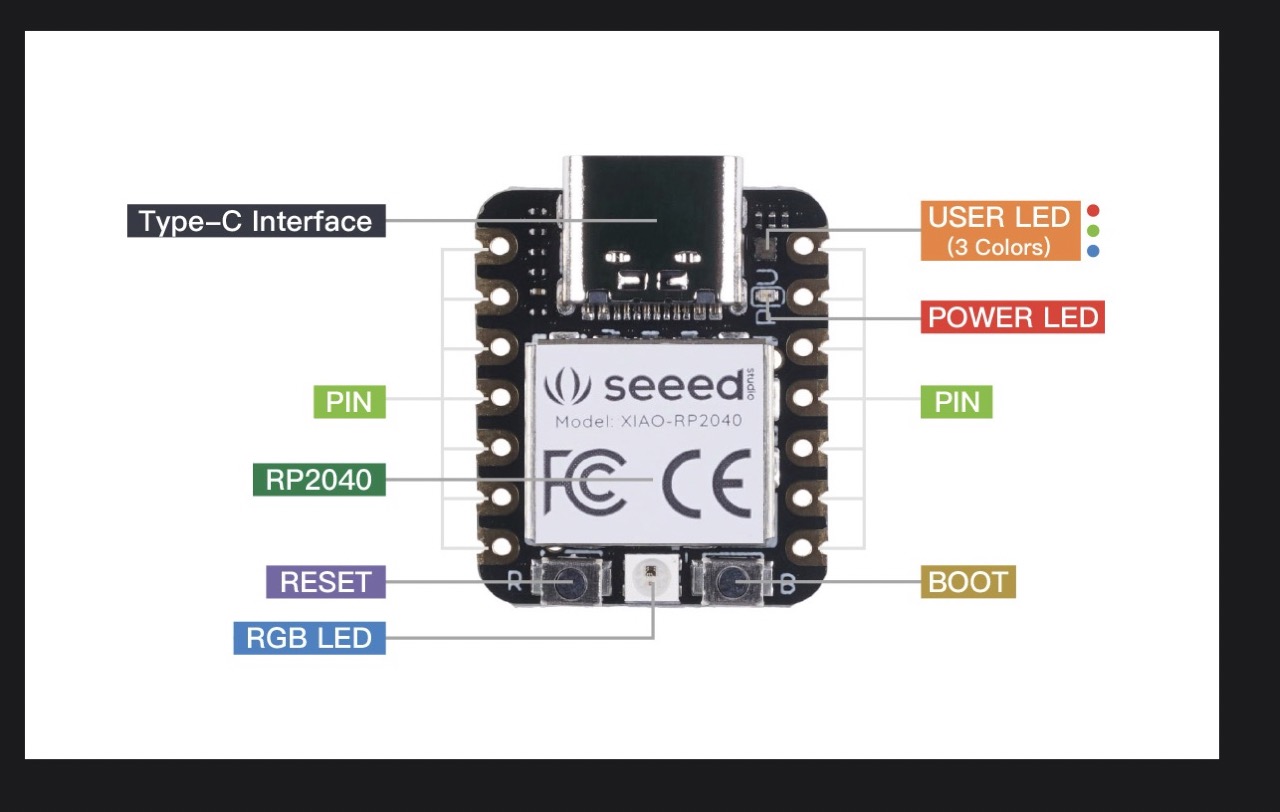 Type-C Interface
USER LED
(3 Colors)
U
P
POWER LED
seeed
studio
Model: XIAO-RP2040
PIN
PIN
RP2040
FC CE
RESET
R
B
BOOT
RGB LED